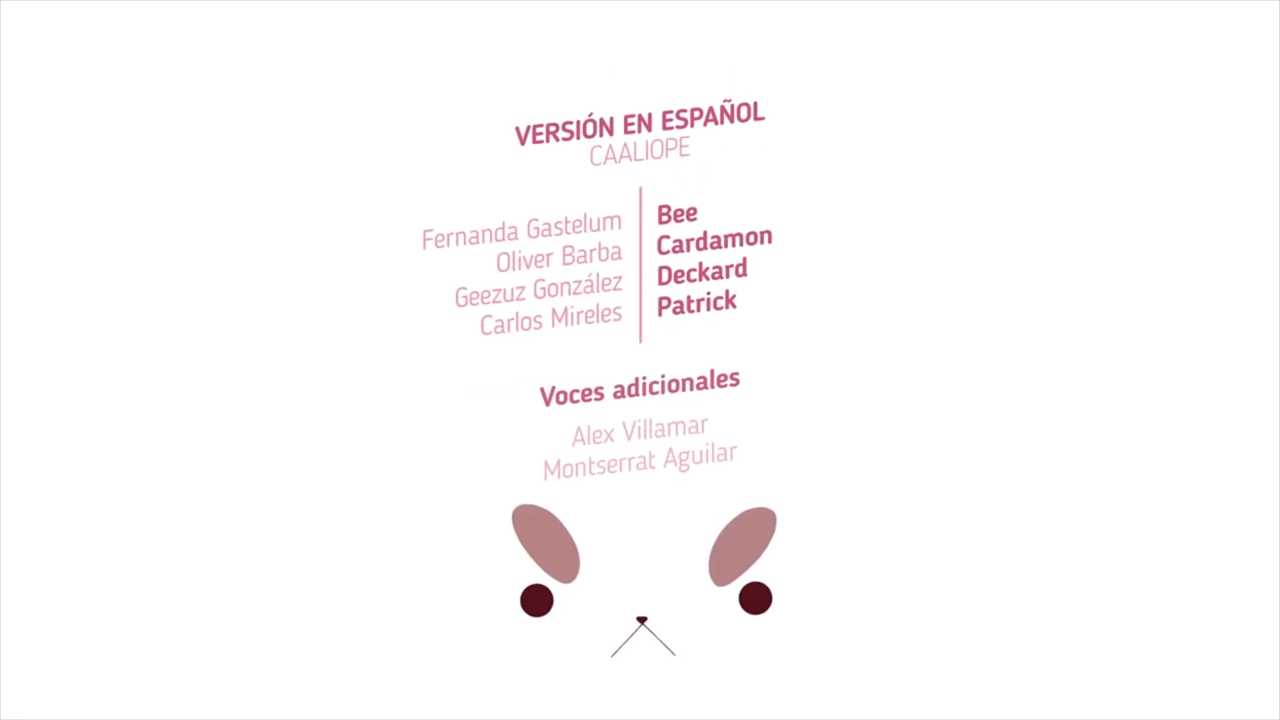 VERSIÓN EN ESPAÑOL
CAALIOPE
Fernanda Gastelum Bee
Oliver Barba Cardamon
Geezuz González Deckard
Carlos Mireles Patrick
Voces adicionales
Alex Villamar
Montserrat Aguilar